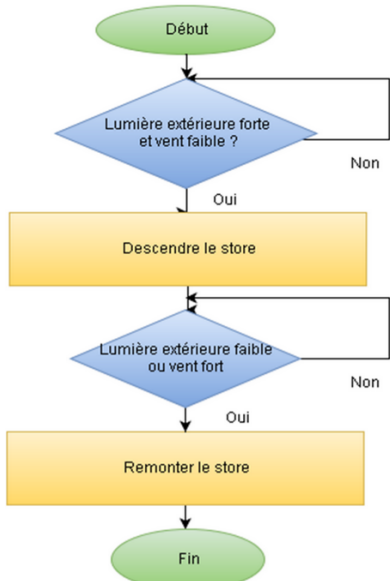 Début
Lumière extérieure forte
et vent faible ?
Non
Oui
Descendre le store
Lumière extérieure faible
ou vent fort
Non
Oui
Remonter le store
Fin